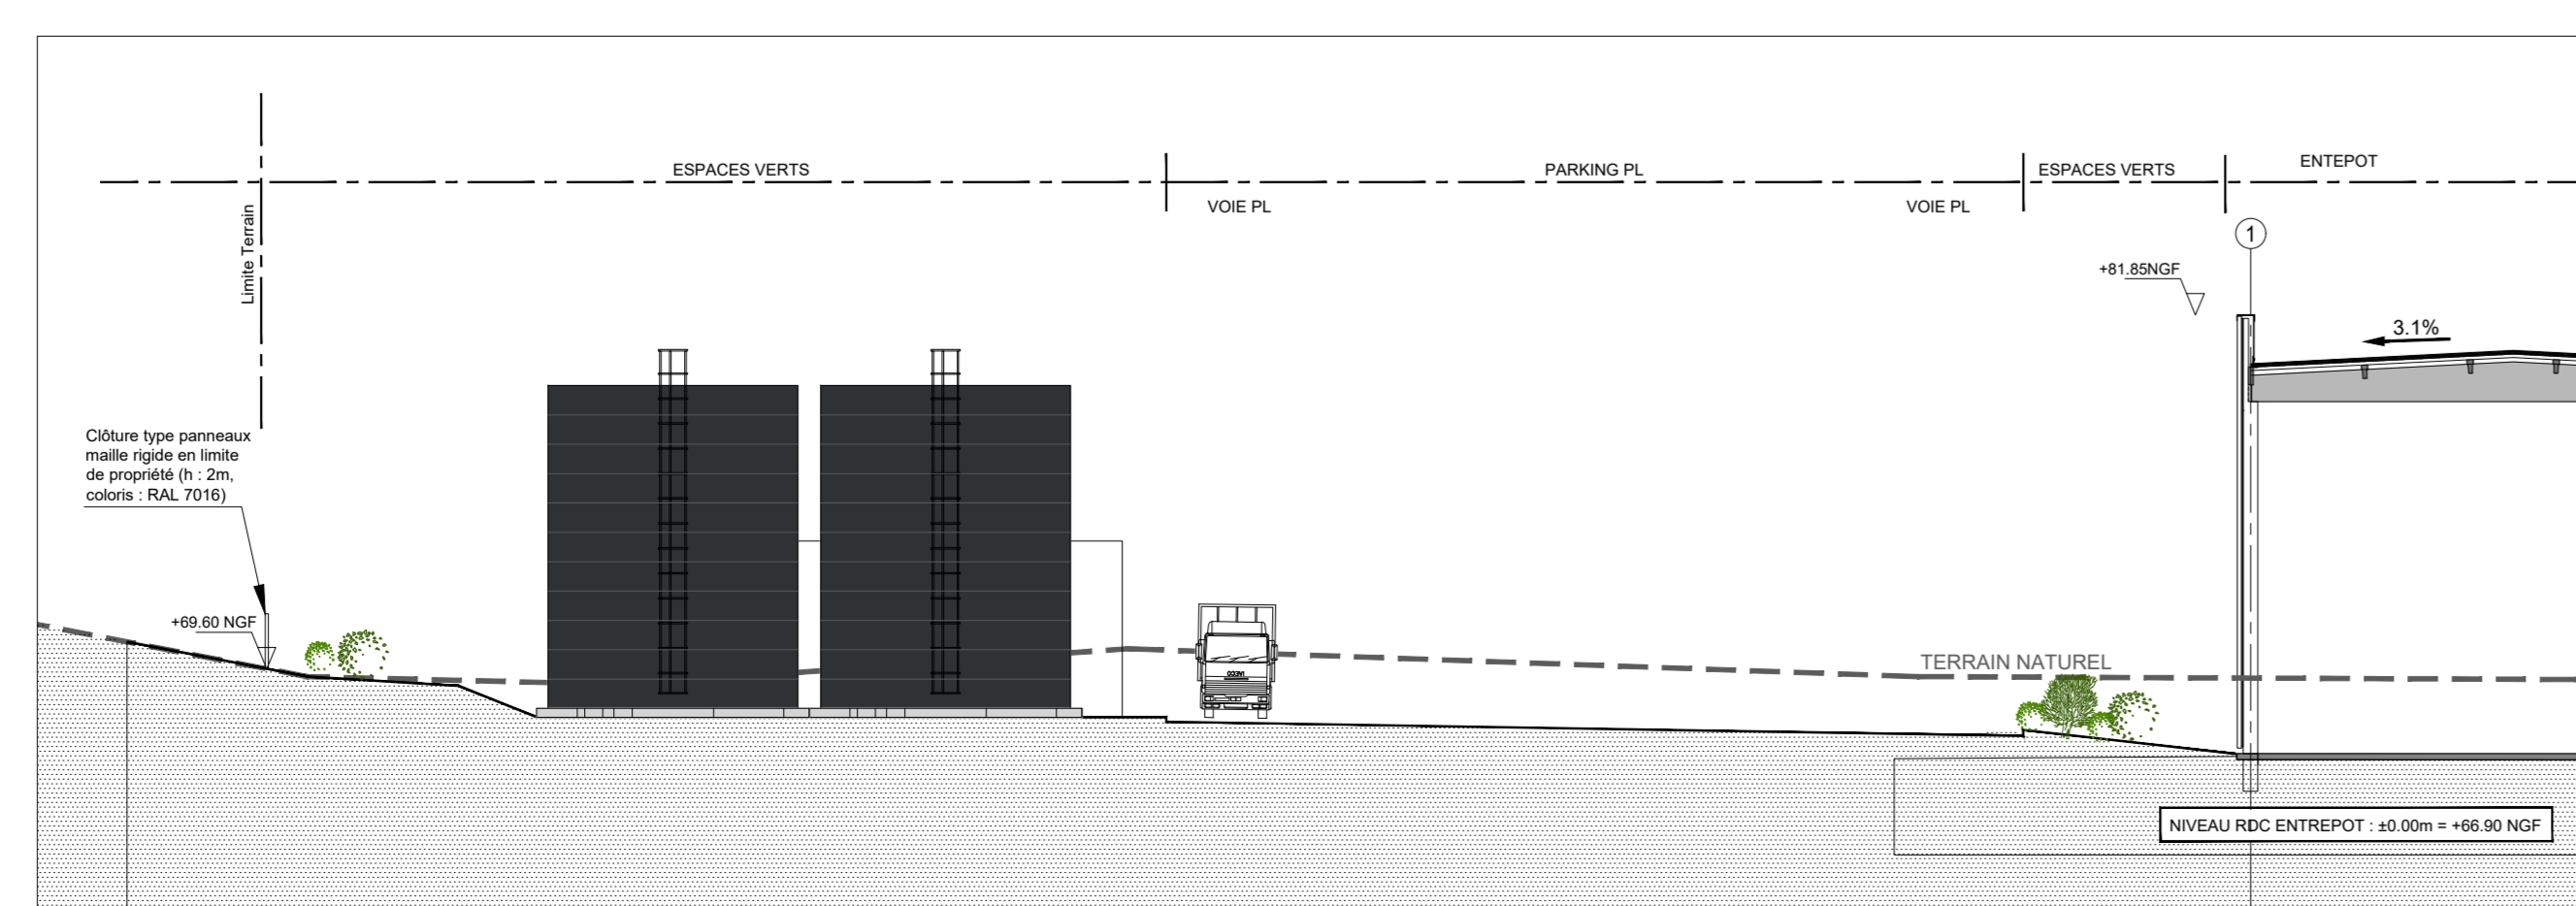 ESPACES VERTS
PARKING PL
ESPACES VERTS
ENTEPOT
VOIE PL
VOIE PL
Limite Terrain
1
+81.85NGF
3.1%
Clôture type panneaux
maille rigide en limite
de propriété (h : 2m,
coloris : RAL 7016)
+69.60 NGF
TERRAIN NATUREL
NIVEAU RDC ENTREPOT : ±0.00m = +66.90 NGF